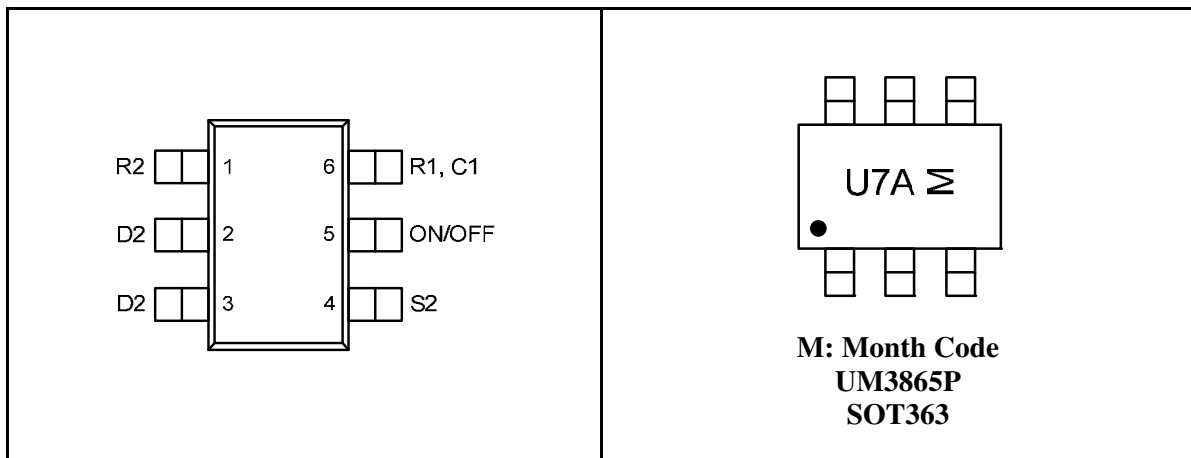 R2 1 6 R1, C1
D2 2 5 ON/OFF
D2 3 4 S2
U7A M
M: Month Code
UM3865P
SOT363